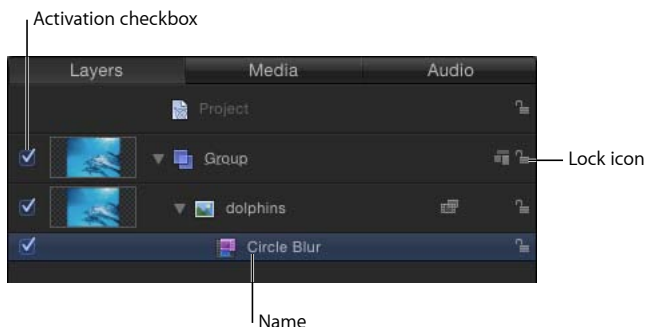 Activation checkbox
Layers Media Audio
Project
Group
Lock icon
dolphins
Circle Blur
Name